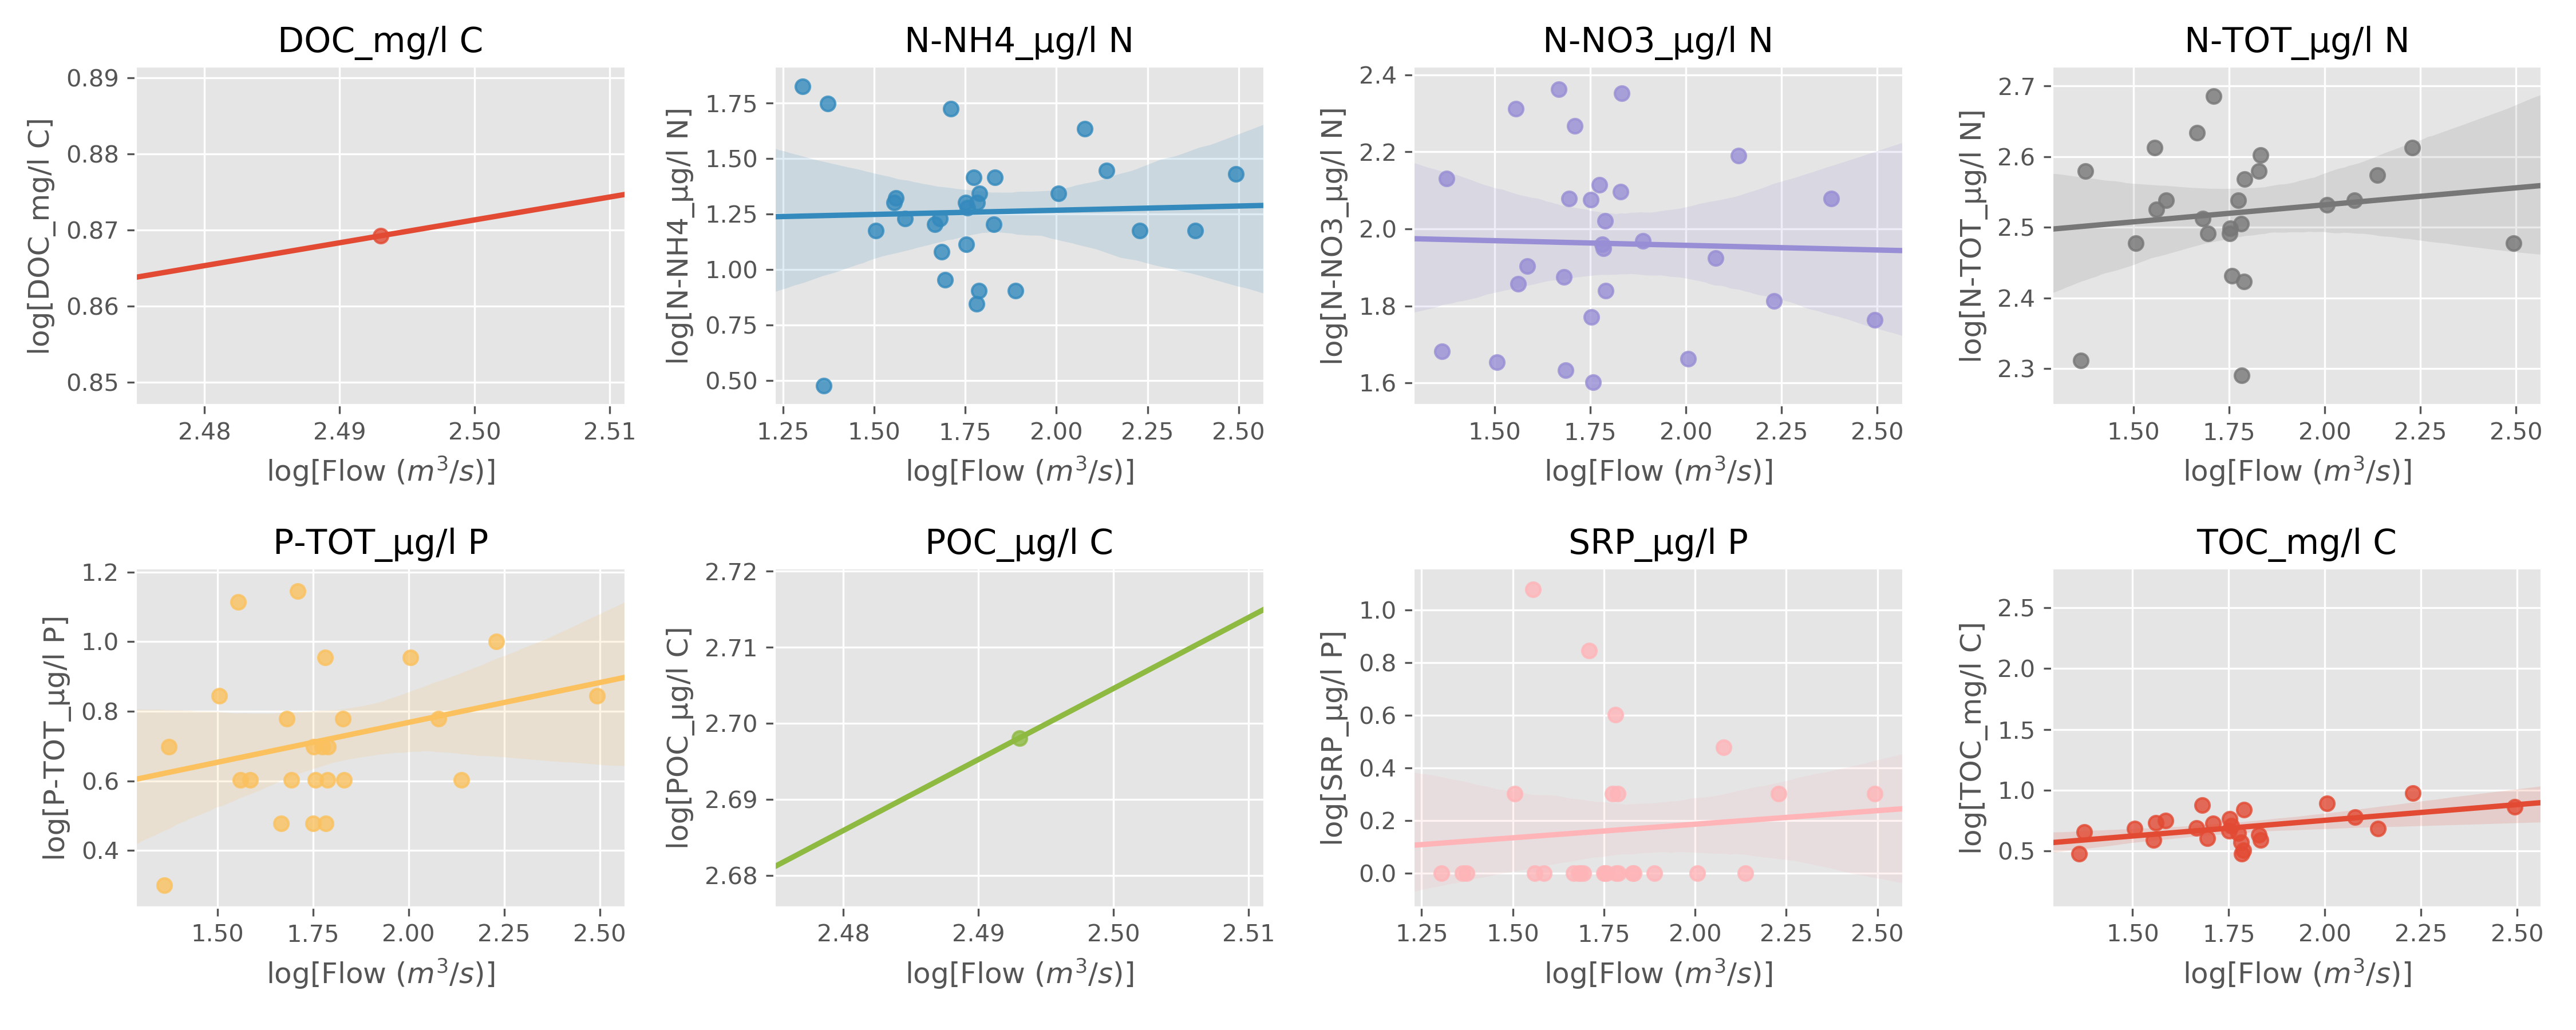 DOC_mg/l C
log[DOC_mg/l C]
0.89
0.88
0.87
0.86
0.85
2.48 2.49 2.50 2.51
log[Flow (m³/s)]
N-NH4_µg/l N
log[N-NH4_µg/l N]
1.75
1.50
1.25
1.00
0.75
0.50
1.25 1.50 1.75 2.00 2.25 2.50
log[Flow (m³/s)]
N-NO3_µg/l N
log[N-NO3_µg/l N]
2.4
2.2
2.0
1.8
1.6
1.50 1.75 2.00 2.25 2.50
log[Flow (m³/s)]
N-TOT_µg/l N
log[N-TOT_µg/l N]
2.7
2.6
2.5
2.4
2.3
1.50 1.75 2.00 2.25 2.50
log[Flow (m³/s)]
P-TOT_µg/l P
log[P-TOT_µg/l P]
1.2
1.0
0.8
0.6
0.4
1.50 1.75 2.00 2.25 2.50
log[Flow (m³/s)]
POC_µg/l C
log[POC_µg/l C]
2.72
2.71
2.70
2.69
2.68
2.48 2.49 2.50 2.51
log[Flow (m³/s)]
SRP_µg/l P
log[SRP_µg/l P]
1.0
0.8
0.6
0.4
0.2
0.0
1.25 1.50 1.75 2.00 2.25 2.50
log[Flow (m³/s)]
TOC_mg/l C
log[TOC_mg/l C]
2.5
2.0
1.5
1.0
0.5
1.50 1.75 2.00 2.25 2.50
log[Flow (m³/s)]